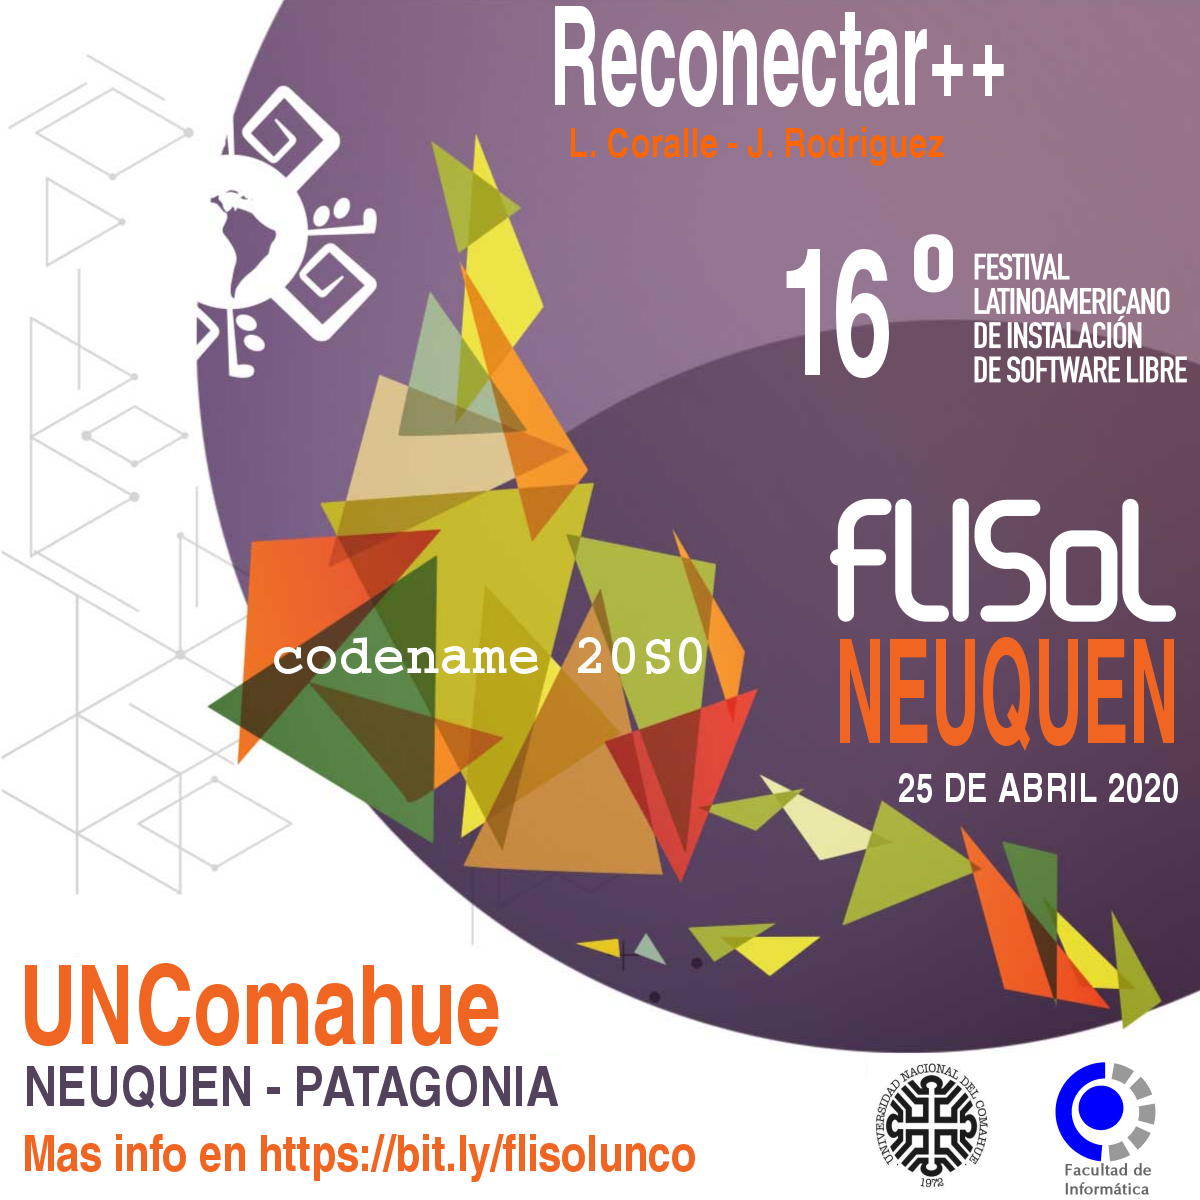 Reconectar++
L. Coralle - J. Rodriguez
16º
FESTIVAL
LATINOAMERICANO
DE INSTALACIÓN
DE SOFTWARE LIBRE
fLISoL
NEUQUEN
25 DE ABRIL 2020
codename 20S0
UNComahue
NEUQUEN - PATAGONIA
Mas info en https://bit.ly/flisolunco
UNIVERSIDAD NACIONAL DEL COMAHUE
1972
Facultad de
Informática